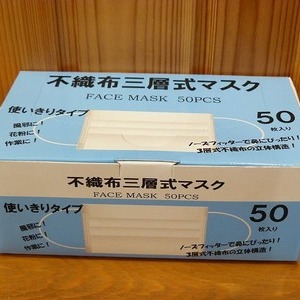 不織布三層式マスク
FACE MASK 50PCS
使いきりタイプ
風邪に!
花粉に!
作業に!
50
枚入り
ノーズフィッターで鼻にぴったり!
3層式不織布の立体構造!
不織布三層式マスク
FACE MASK 50PCS
使いきりタイプ
風邪に!
花粉に!
作業に!
50
枚入り
ノーズフィッターで鼻にぴったり!
3層式不織布の立体構造!